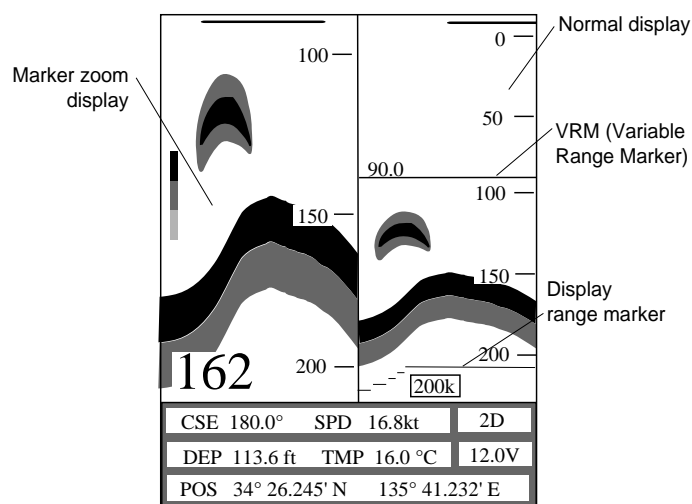 Normal display
Marker zoom
display
VRM (Variable
Range Marker)
Display
range marker
100
150
200
162
0
50
90.0
100
150
200
200k
CSE 180.0° SPD 16.8kt 2D
DEP 113.6 ft TMP 16.0 °C 12.0V
POS 34° 26.245' N 135° 41.232' E